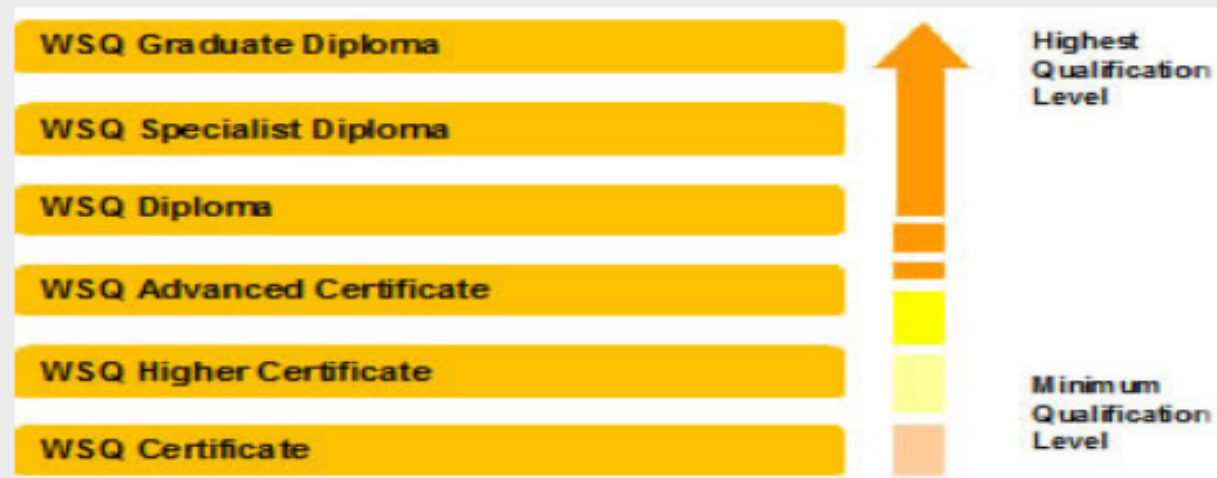 WSQ Graduate Diploma
Highest
Qualification
Level
WSQ Specialist Diploma
WSQ Diploma
WSQ Advanced Certificate
WSQ Higher Certificate
Minimum
Qualification
Level
WSQ Certificate